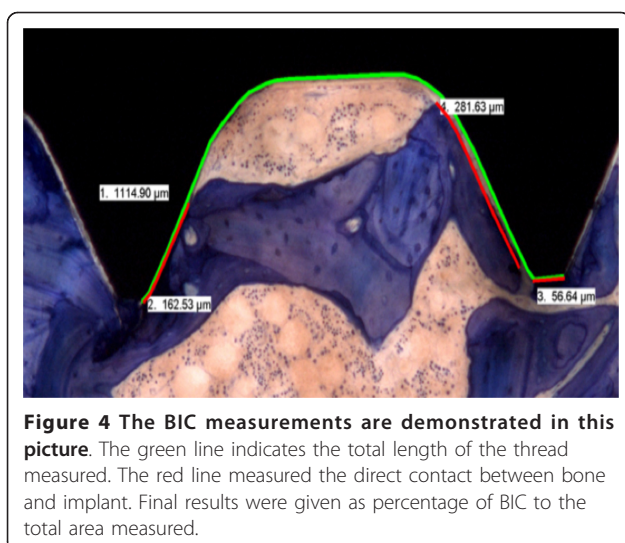 4. 281.63 µm
1. 1114.90 µm
2. 162.53 µm
3. 56.64 µm
Figure 4 The BIC measurements are demonstrated in this
picture. The green line indicates the total length of the thread
measured. The red line measured the direct contact between bone
and implant. Final results were given as percentage of BIC to the
total area measured.